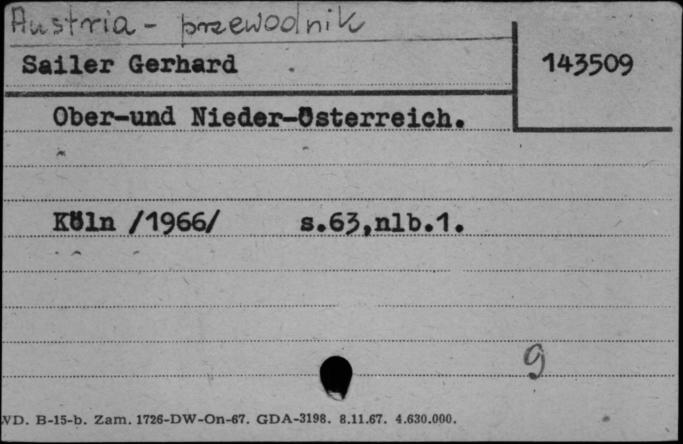 Austria - przewodnik
Sailer Gerhard
143509
Ober-und Nieder-Österreich.
Köln /1966/ s.63,nlb.1.
9
WD. B-15-b. Zam. 1726-DW-On-67. GDA-3198. 8.11.67. 4.630.000.